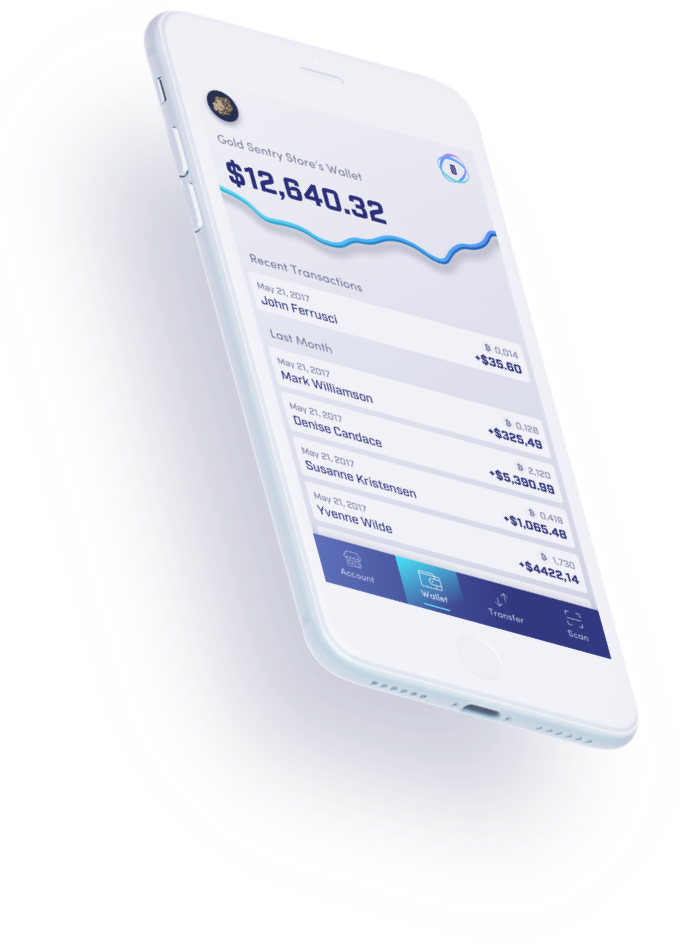 Gold Sentry Store's Wallet
$12,640.32
Recent Transactions
May 21, 2017
John Ferrusci
฿ 0,014
+$35.60
Last Month
May 21, 2017
Mark Williamson
฿ 0,128
+$325,49
May 21, 2017
Denise Candace
฿ 2,120
+$5,390.99
May 21, 2017
Susanne Kristensen
฿ 0,419
+$1,065.48
May 21, 2017
Yvenne Wilde
฿ 1,730
+$4422,14
Account
Wallet
Transfer
Scan